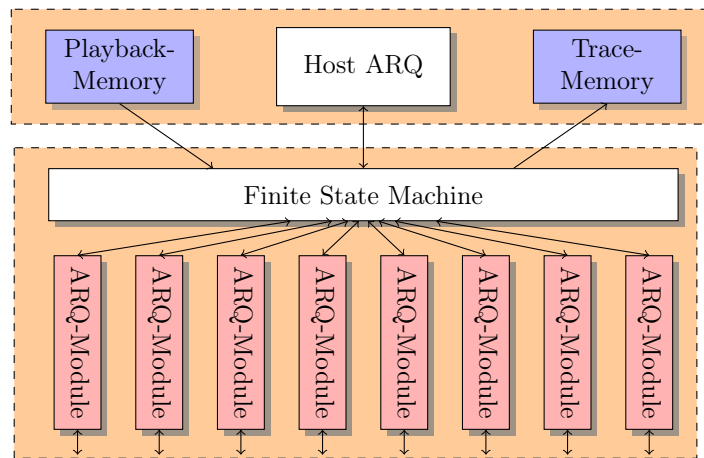 Playback-
Memory
Host ARQ
Trace-
Memory
Finite State Machine
ARQ-Module
ARQ-Module
ARQ-Module
ARQ-Module
ARQ-Module
ARQ-Module
ARQ-Module
ARQ-Module